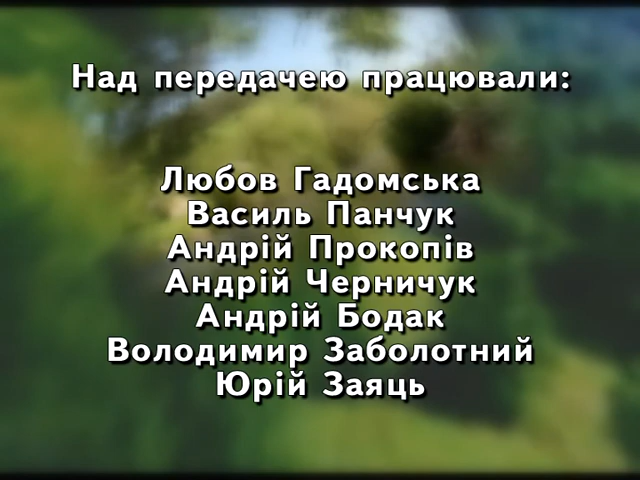 Над передачею працювали:
Любов Гадомська
Василь Панчук
Андрій Прокопів
Андрій Черничук
Андрій Бодак
Володимир Заболотний
Юрій Заяць